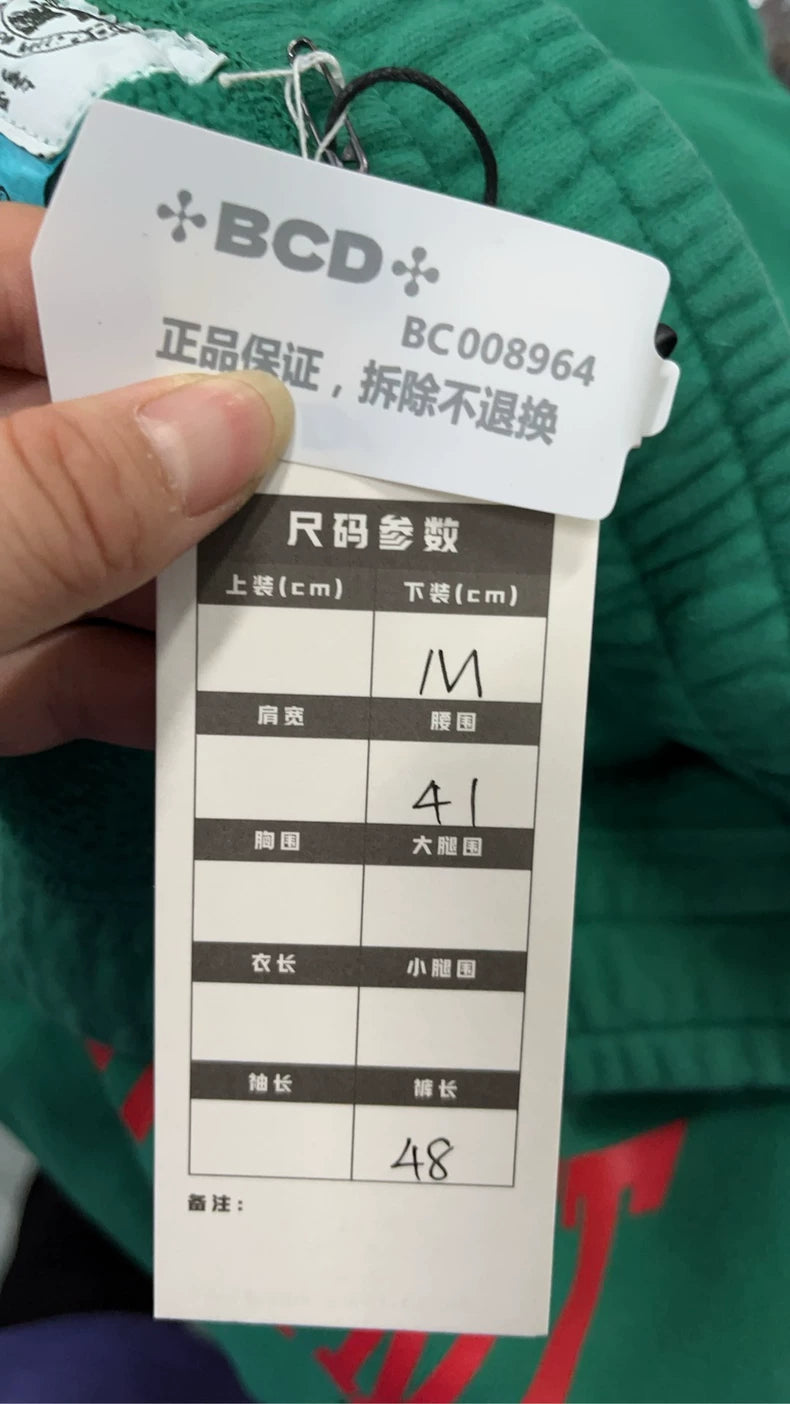 BCD
BC008964
正品保证，拆除不退换
尺码参数
上装(cm) 下装(cm)
M
肩宽 腰围
41
胸围 大腿围
衣长 小腿围
袖长 裤长
48
备注：